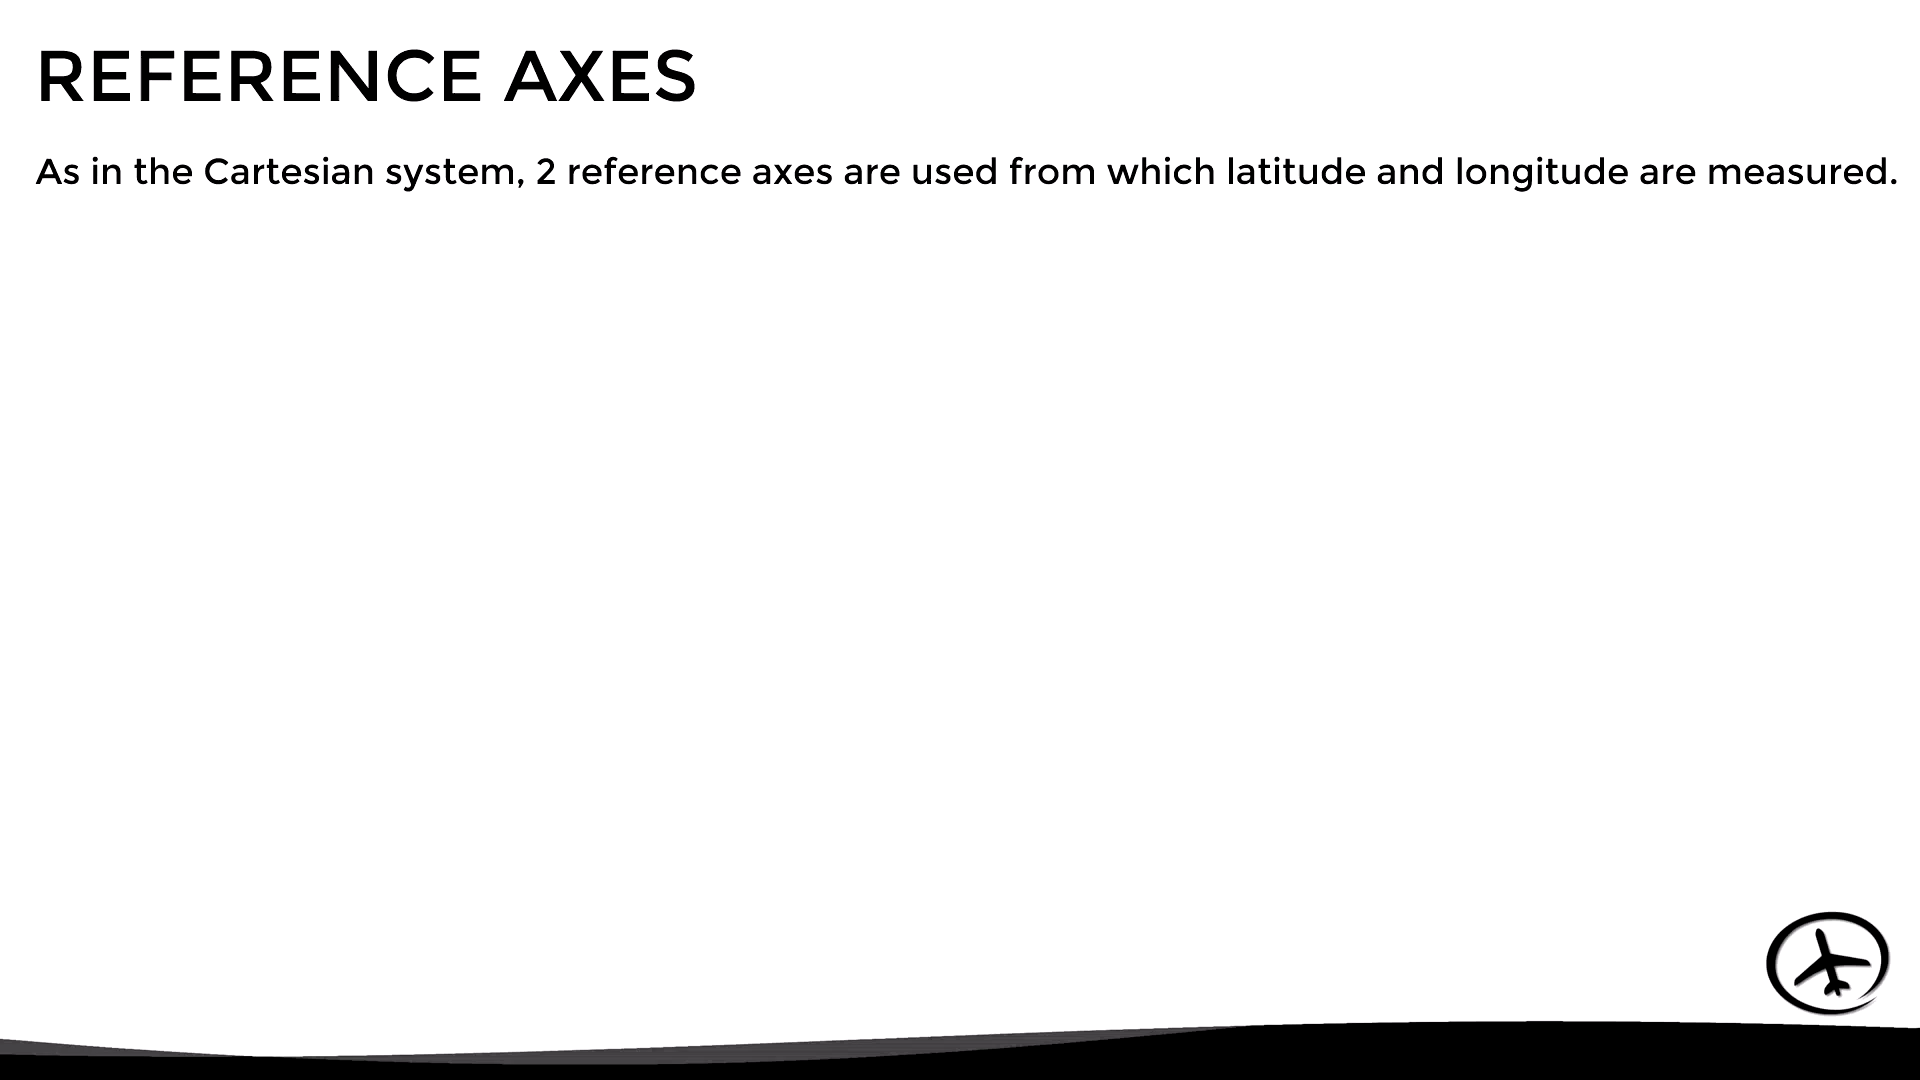 REFERENCE AXES
As in the Cartesian system, 2 reference axes are used from which latitude and longitude are measured.